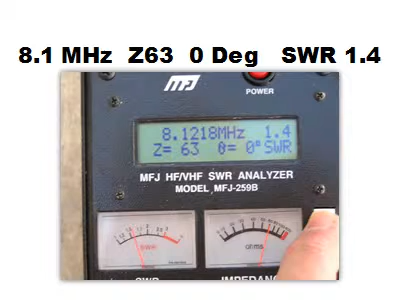 8.1 MHz Z63 0 Deg SWR 1.4
MFJ
POWER
8.1218MHz 1.4
Z= 63 θ= 0° SWR
MFJ HF/VHF SWR ANALYZER
MODEL MFJ-259B
SWR
ohms
SWR
IMPEDANC